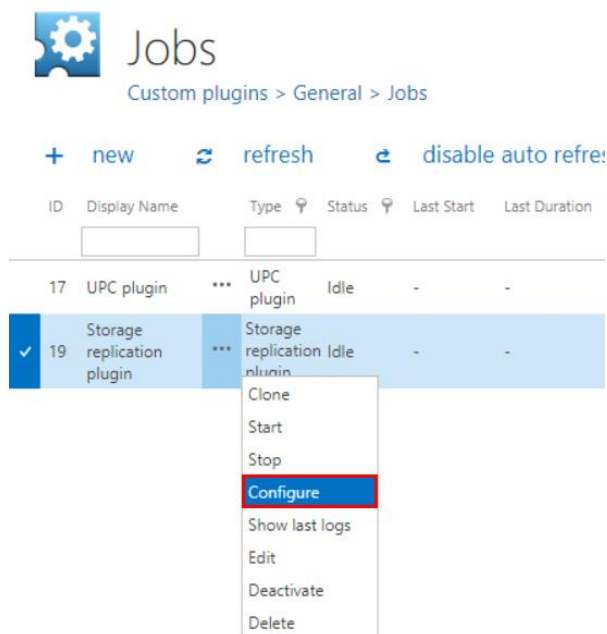 Jobs
Custom plugins > General > Jobs
+ new refresh disable auto refres
ID Display Name Type Status Last Start Last Duration
17 UPC plugin ... UPC plugin Idle - -
19 Storage replication plugin ... Storage replication plugin Idle - -
Clone
Start
Stop
Configure
Show last logs
Edit
Deactivate
Delete